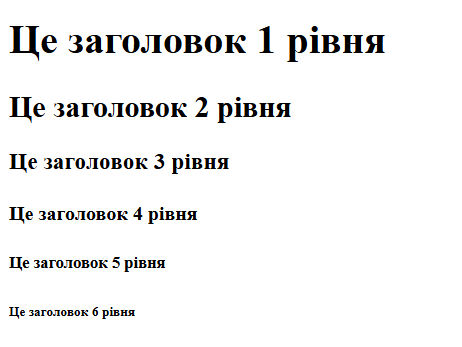 Це заголовок 1 рівня
Це заголовок 2 рівня
Це заголовок 3 рівня
Це заголовок 4 рівня
Це заголовок 5 рівня
Це заголовок 6 рівня